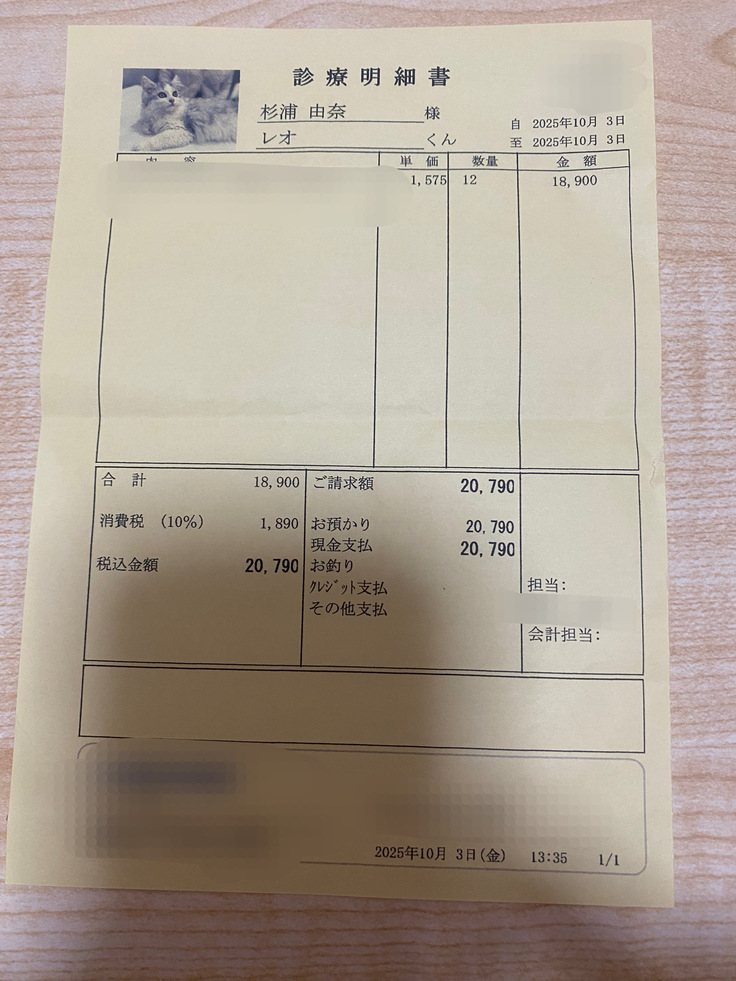 診療明細書
杉浦 由奈 様
レオ くん
自 2025年10月 3日
至 2025年10月 3日
内 容 単 価 数量 金 額
1,575 12 18,900
合 計 18,900
消費税 (10%) 1,890
税込金額 20,790
ご請求額 20,790
お預かり 20,790
現金支払 20,790
お釣り
ｸﾚｼﾞｯﾄ支払
その他支払
担当:
会計担当:
2025年10月 3日(金) 13:35 1/1